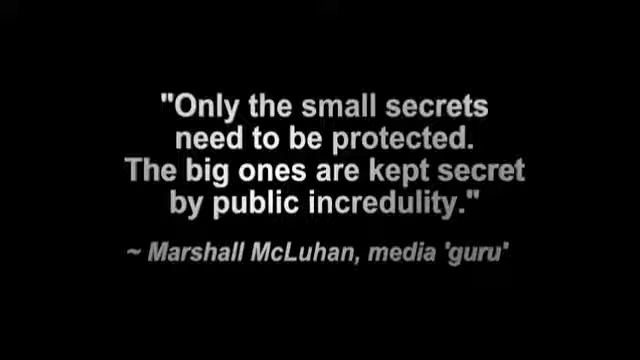 "Only the small secrets
need to be protected.
The big ones are kept secret
by public incredulity."
~ Marshall McLuhan, media 'guru'